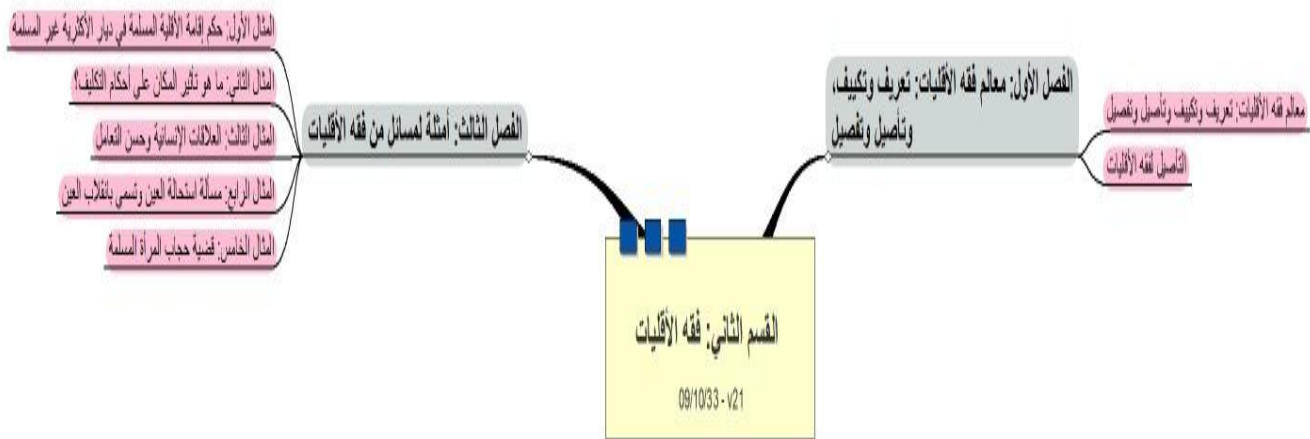 القسم الثاني: فقه الأقليات
09/10/33 - v21
الفصل الأول: معالم فقه الأقليات: تعريف وتكييف،
وتأصيل وتفصيل
معالم فقه الأقليات: تعريف وتكييف وتأصيل وتفصيل
التأصيل لفقه الأقليات
الفصل الثالث: أمثلة لمسائل من فقه الأقليات
المثال الأول: حكم إقامة الأقلية المسلمة في ديار الأكثرية غير المسلمة
المثال الثاني: ما هو تأثير المكان على أحكام التكليف؟
المثال الثالث: العلاقات الإنسانية وحسن التعامل
المثال الرابع: مسألة استحالة العين وتسمى بانقلاب العين
المثال الخامس: قضية حجاب المرأة المسلمة